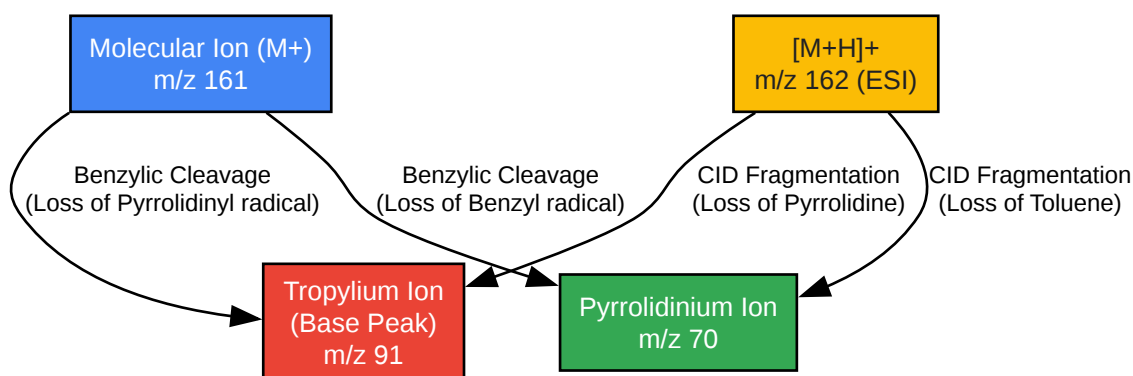 Molecular Ion (M+)
m/z 161
[M+H]+
m/z 162 (ESI)
Benzylic Cleavage
(Loss of Pyrrolidinyl radical)
Benzylic Cleavage
(Loss of Benzyl radical)
CID Fragmentation
(Loss of Pyrrolidine)
CID Fragmentation
(Loss of Toluene)
Tropylium Ion
(Base Peak)
m/z 91
Pyrrolidinium Ion
m/z 70